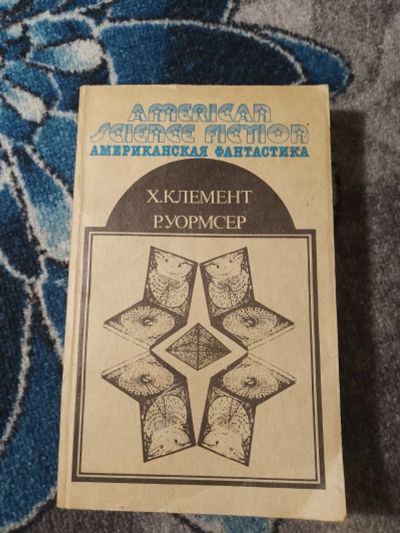 AMERICAN
SCIENCE FICTION
АМЕРИКАНСКАЯ ФАНТАСТИКА
Х.КЛЕМЕНТ
Р.УОРМСЕР